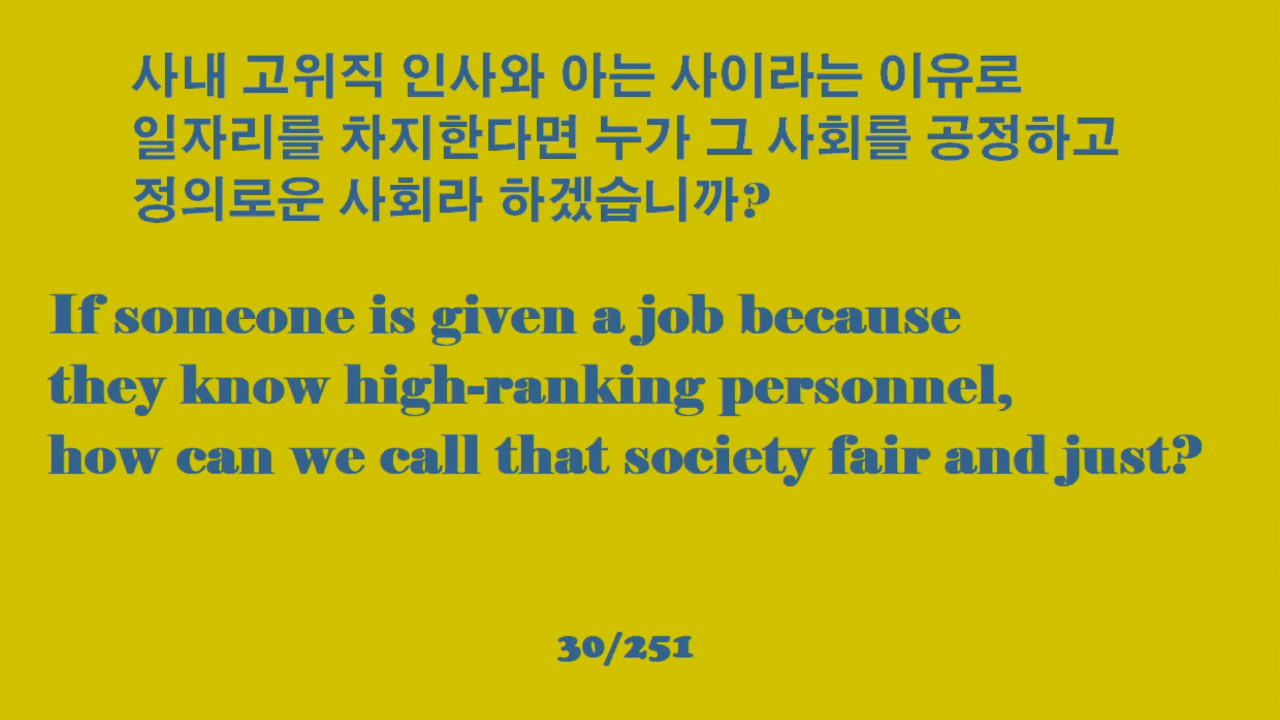 사내 고위직 인사와 아는 사이라는 이유로
일자리를 차지한다면 누가 그 사회를 공정하고
정의로운 사회라 하겠습니까?
If someone is given a job because
they know high-ranking personnel,
how can we call that society fair and just?
30/251